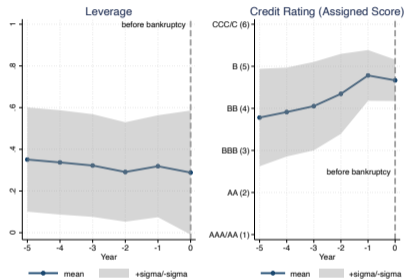 Leverage
before bankruptcy
1
.8
.6
.4
.2
0
-5 -4 -3 -2 -1 0
Year
mean +sigma/-sigma
Credit Rating (Assigned Score)
CCC/C (6)
B (5)
BB (4)
BBB (3)
AA (2)
AAA/AA (1)
before bankruptcy
-5 -4 -3 -2 -1 0
Year
mean +sigma/-sigma